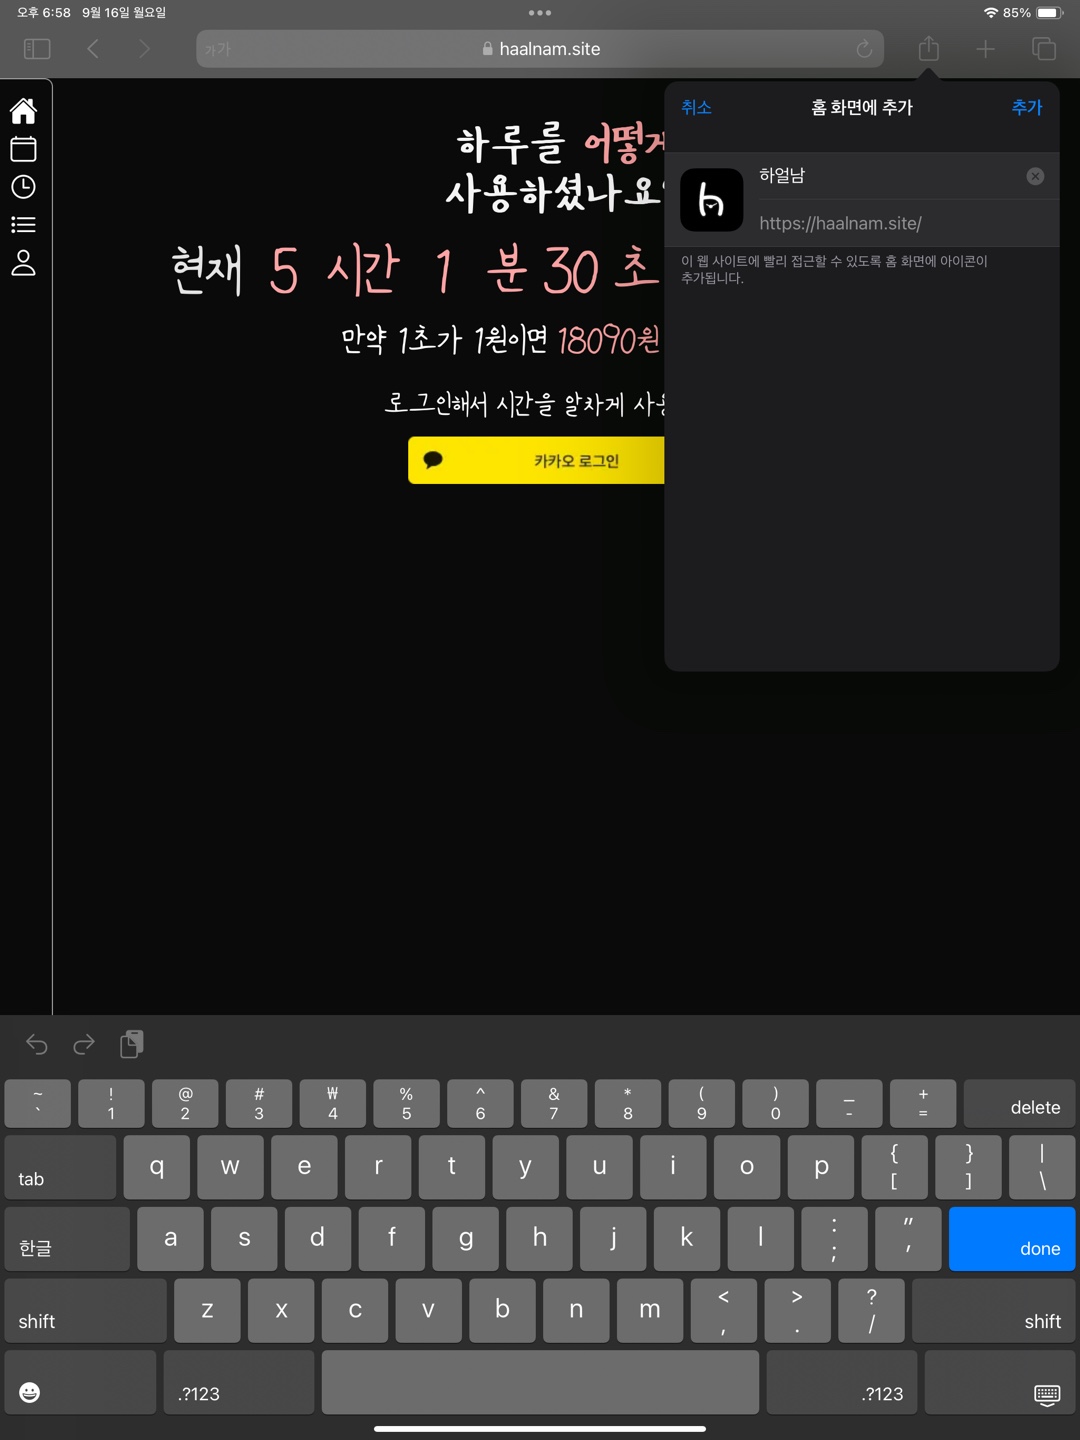 오후 6:58 9월 16일 월요일
85%
가가
haalnam.site
취소
홈 화면에 추가
추가
하얼남
https://haalnam.site/
이 웹 사이트에 빨리 접근할 수 있도록 홈 화면에 아이콘이
추가됩니다.
하루를 어떻게
사용하셨나요?
현재 5 시간 1 분 30 초
만약 1초가 1원이면 18090원
로그인해서 시간을 알차게 사용
카카오 로그인
~ ! @ # ₩ % ^ & * ( ) _ +
` 1 2 3 4 5 6 7 8 9 0 - = delete
tab q w e r t y u i o p { [ } ] | \
한글 a s d f g h j k l : ; " ' done
shift z x c v b n m < , > . ? / shift
.?123 .?123